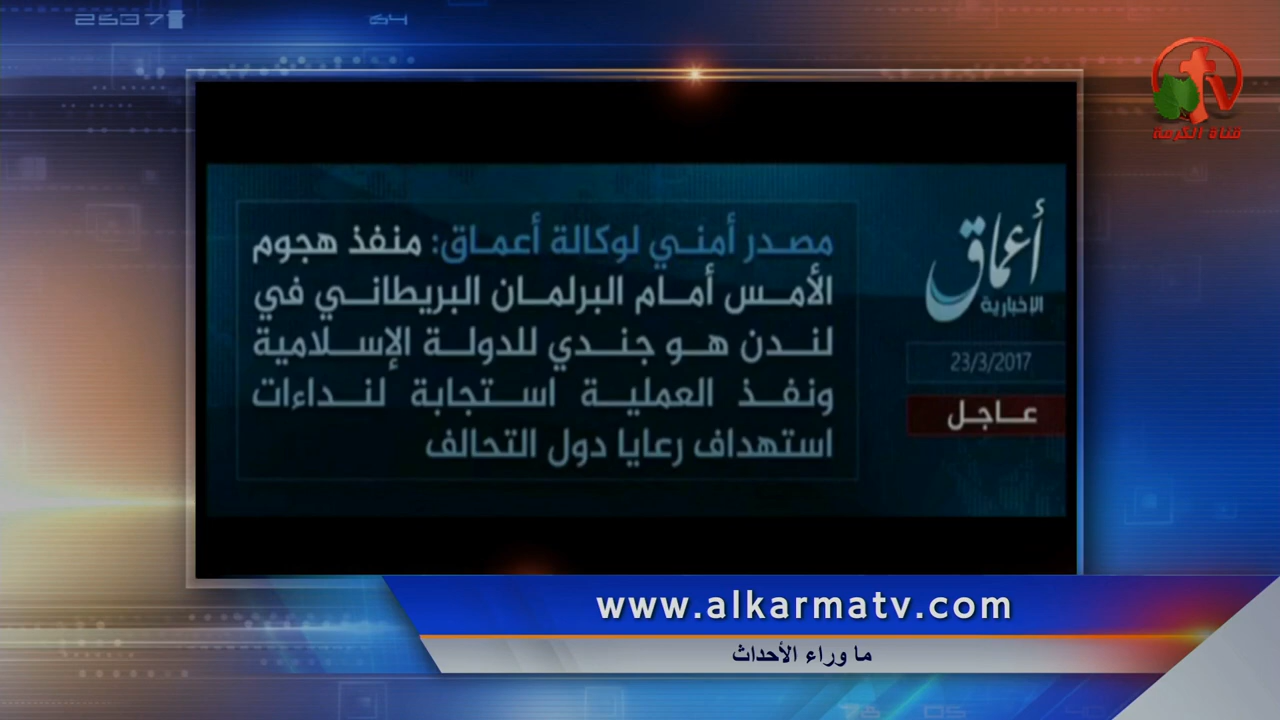 25371
64
قناة الكرمة
مصدر أمني لوكالة أعماق: منفذ هجوم
الأمس أمام البرلمان البريطاني في
لندن هو جندي للدولة الإسلامية
ونفذ العملية استجابة لنداءات
استهداف رعايا دول التحالف
أعماق
الإخبارية
23/3/2017
عاجل
www.alkarmatv.com
ما وراء الأحداث